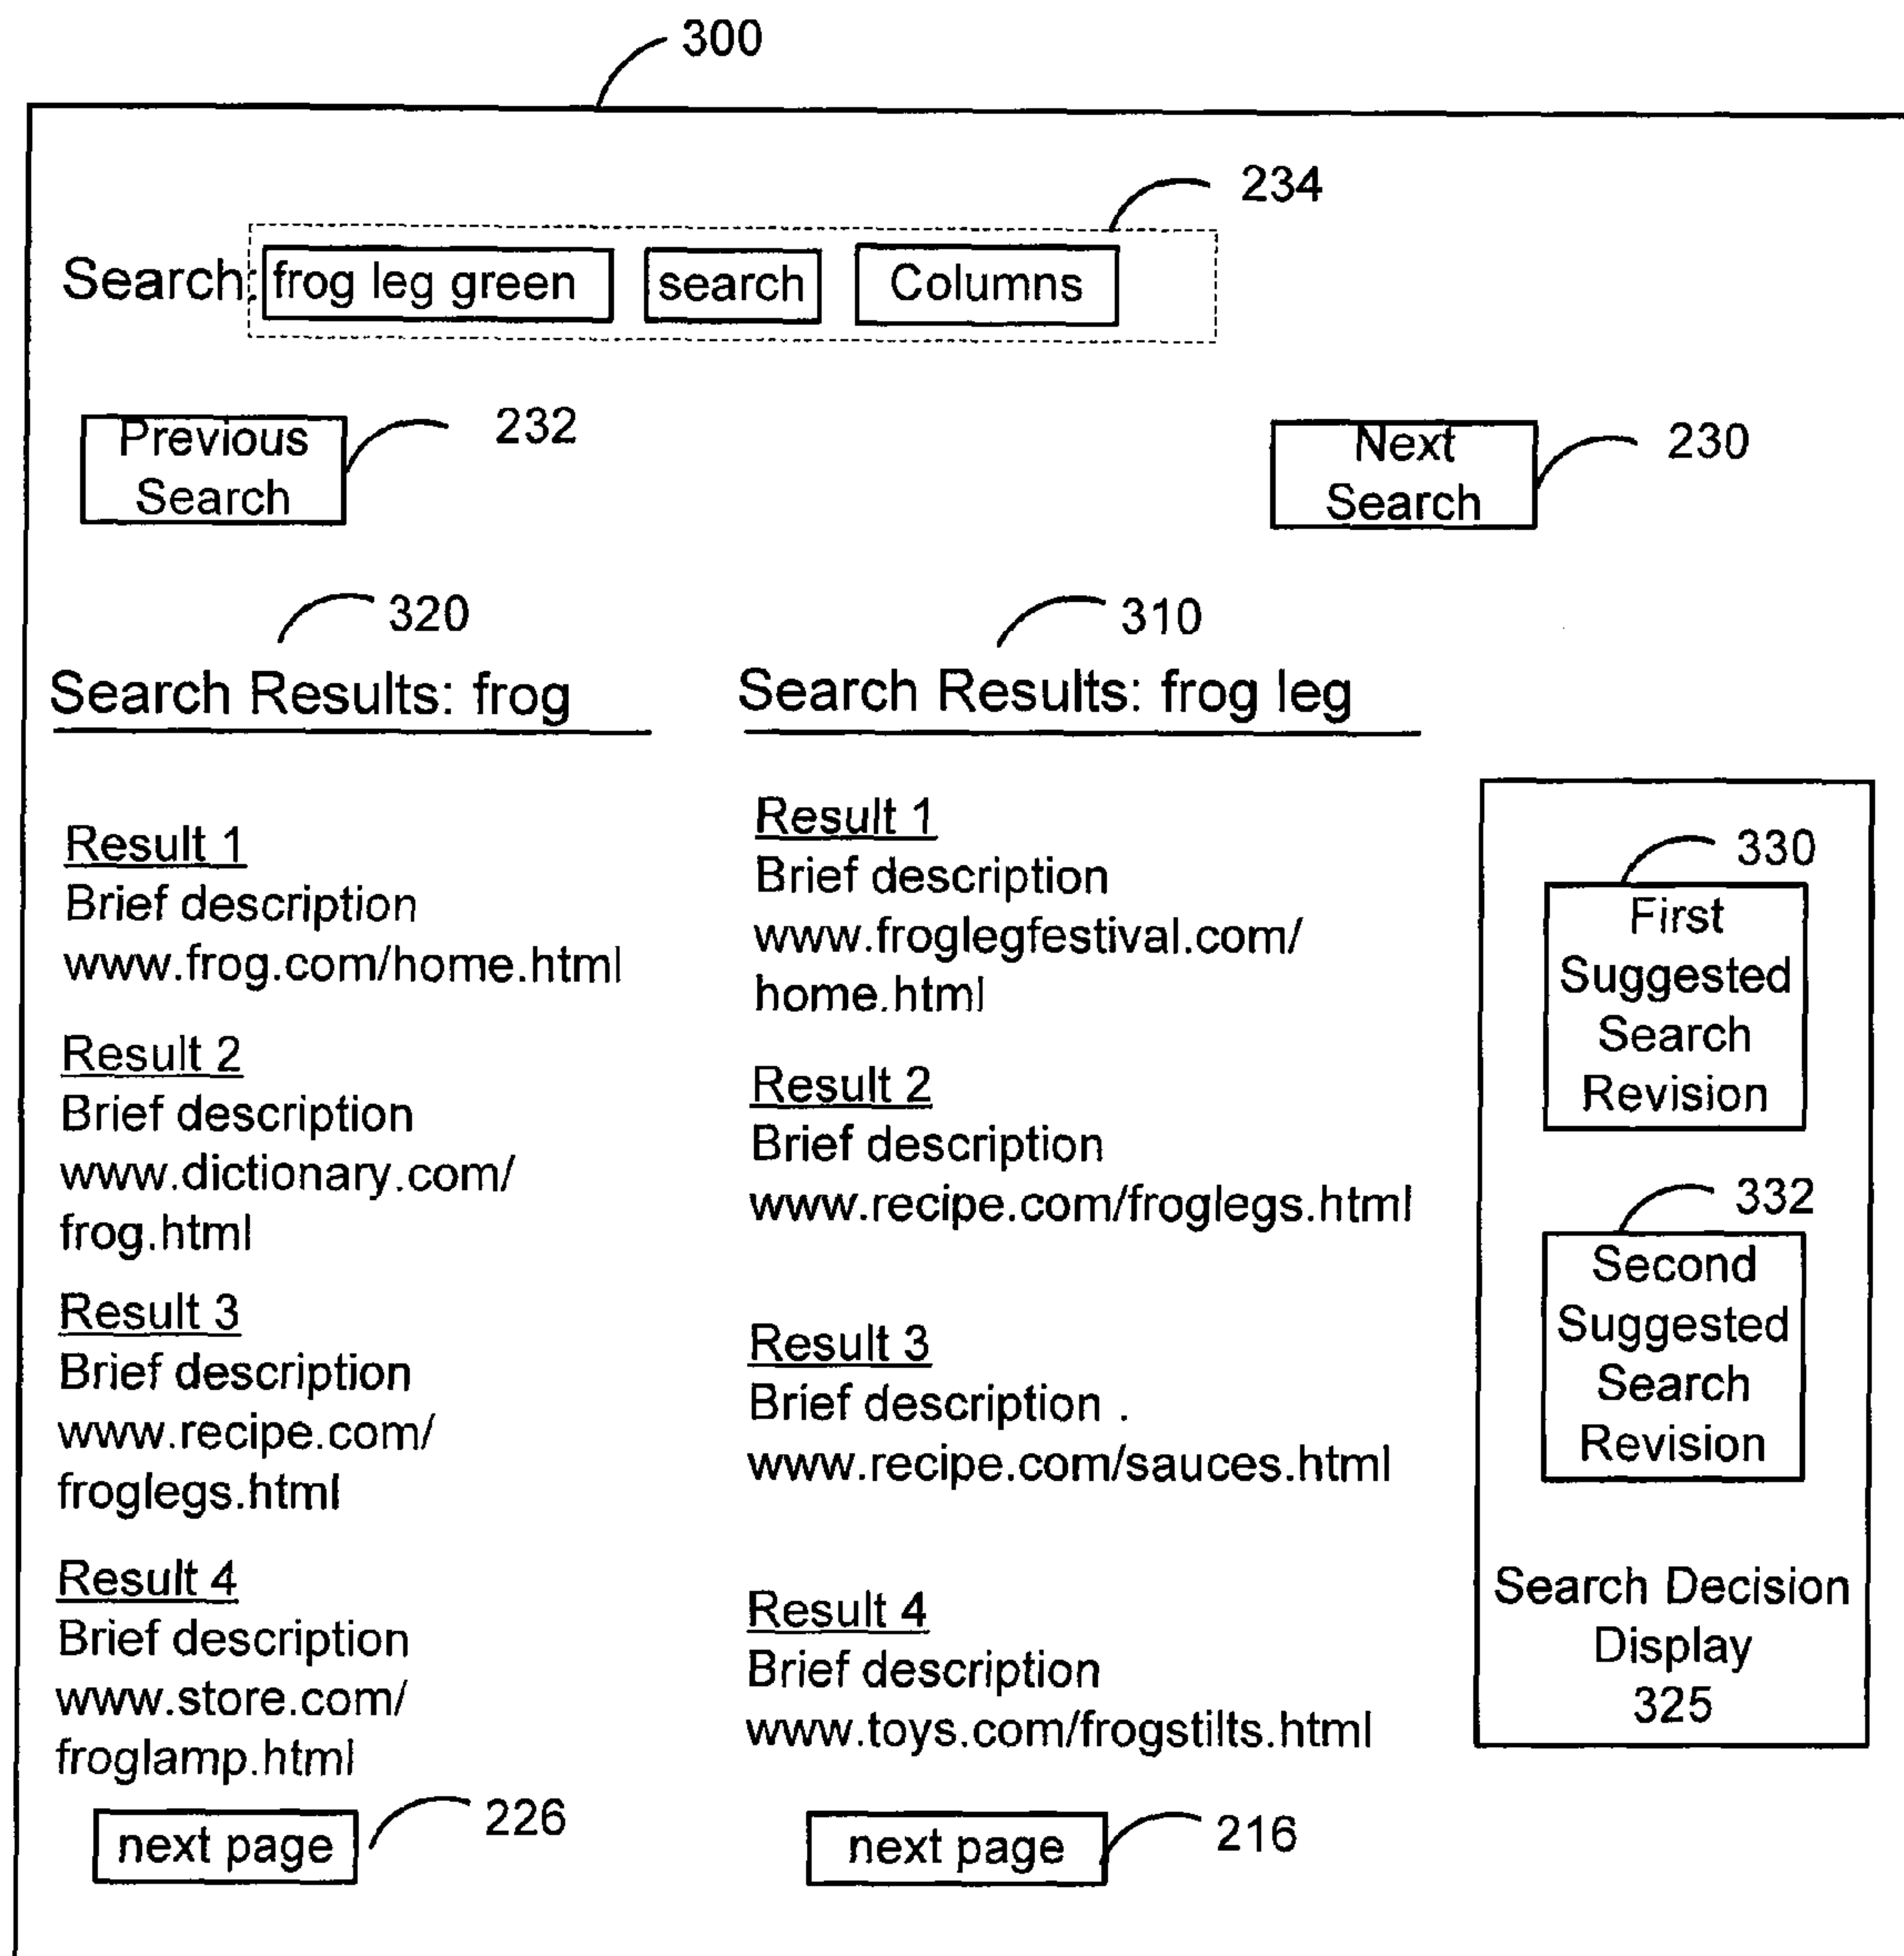 300
234
Search: frog leg green search Columns
Previous
Search
232
Next
Search
230
320
Search Results: frog
Result 1
Brief description
www.frog.com/home.html
Result 2
Brief description
www.dictionary.com/
frog.html
Result 3
Brief description
www.recipe.com/
froglegs.html
Result 4
Brief description
www.store.com/
froglamp.html
next page
226
310
Search Results: frog leg
Result 1
Brief description
www.froglegfestival.com/
home.html
Result 2
Brief description
www.recipe.com/froglegs.html
Result 3
Brief description .
www.recipe.com/sauces.html
Result 4
Brief description
www.toys.com/frogstilts.html
next page
216
330
First
Suggested
Search
Revision
332
Second
Suggested
Search
Revision
Search Decision
Display
325